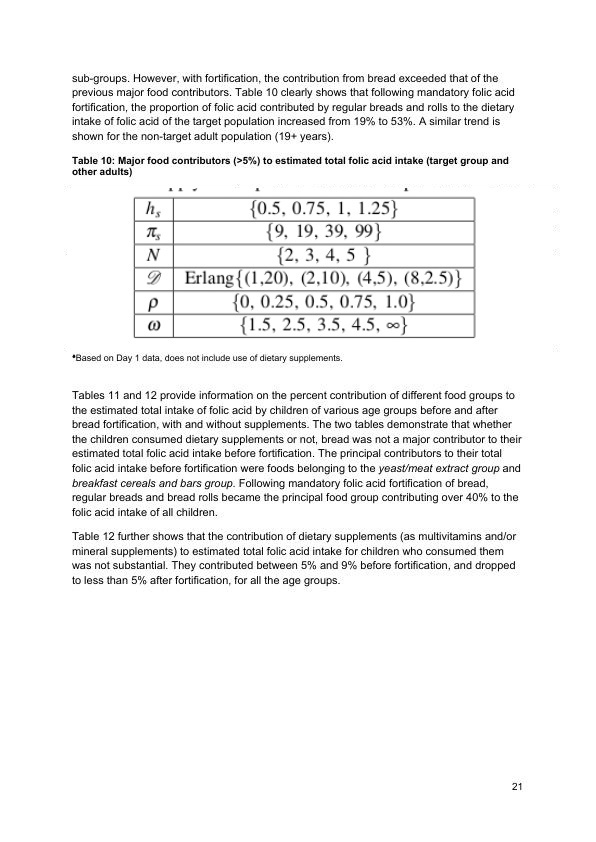 sub-groups. However, with fortification, the contribution from bread exceeded that of the
previous major food contributors. Table 10 clearly shows that following mandatory folic acid
fortification, the proportion of folic acid contributed by regular breads and rolls to the dietary
intake of folic acid of the target population increased from 19% to 53%. A similar trend is
shown for the non-target adult population (19+ years).
Table 10: Major food contributors (>5%) to estimated total folic acid intake (target group and
other adults)
h_s {0.5, 0.75, 1, 1.25}
π_s {9, 19, 39, 99}
N {2, 3, 4, 5 }
𝒟 Erlang{(1,20), (2,10), (4,5), (8,2.5)}
ρ {0, 0.25, 0.5, 0.75, 1.0}
ω {1.5, 2.5, 3.5, 4.5, ∞}
*Based on Day 1 data, does not include use of dietary supplements.
Tables 11 and 12 provide information on the percent contribution of different food groups to
the estimated total intake of folic acid by children of various age groups before and after
bread fortification, with and without supplements. The two tables demonstrate that whether
the children consumed dietary supplements or not, bread was not a major contributor to their
estimated total folic acid intake before fortification. The principal contributors to their total
folic acid intake before fortification were foods belonging to the yeast/meat extract group and
breakfast cereals and bars group. Following mandatory folic acid fortification of bread,
regular breads and bread rolls became the principal food group contributing over 40% to the
folic acid intake of all children.
Table 12 further shows that the contribution of dietary supplements (as multivitamins and/or
mineral supplements) to estimated total folic acid intake for children who consumed them
was not substantial. They contributed between 5% and 9% before fortification, and dropped
to less than 5% after fortification, for all the age groups.
21